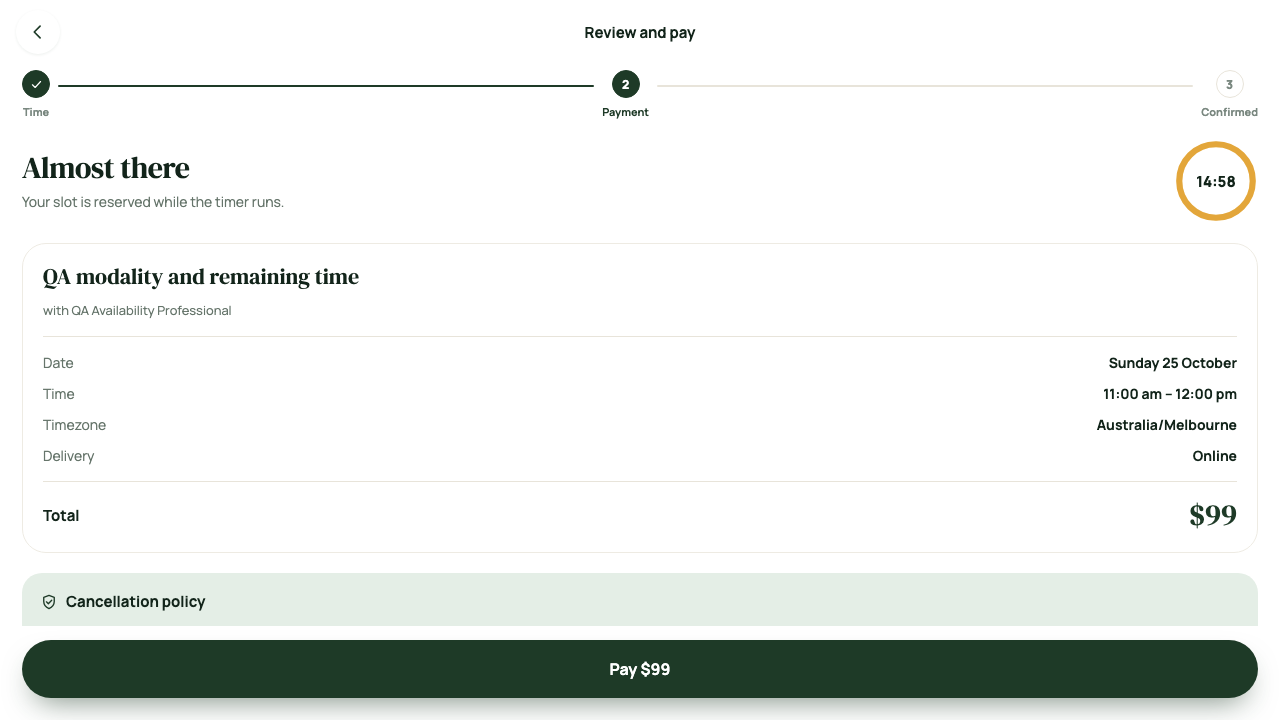 Review and pay
Time
2
Payment
3
Confirmed
Almost there
Your slot is reserved while the timer runs.
14:58
QA modality and remaining time
with QA Availability Professional
Date
Sunday 25 October
Time
11:00 am – 12:00 pm
Timezone
Australia/Melbourne
Delivery
Online
Total
$99
Cancellation policy
Pay $99